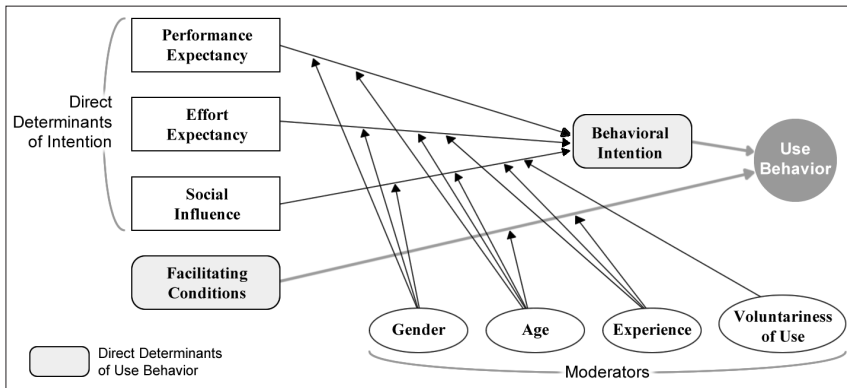 Performance
Expectancy
Direct
Determinants
of Intention
Effort
Expectancy
Social
Influence
Facilitating
Conditions
Behavioral
Intention
Use
Behavior
Gender
Age
Experience
Voluntariness
of Use
Moderators
Direct Determinants
of Use Behavior